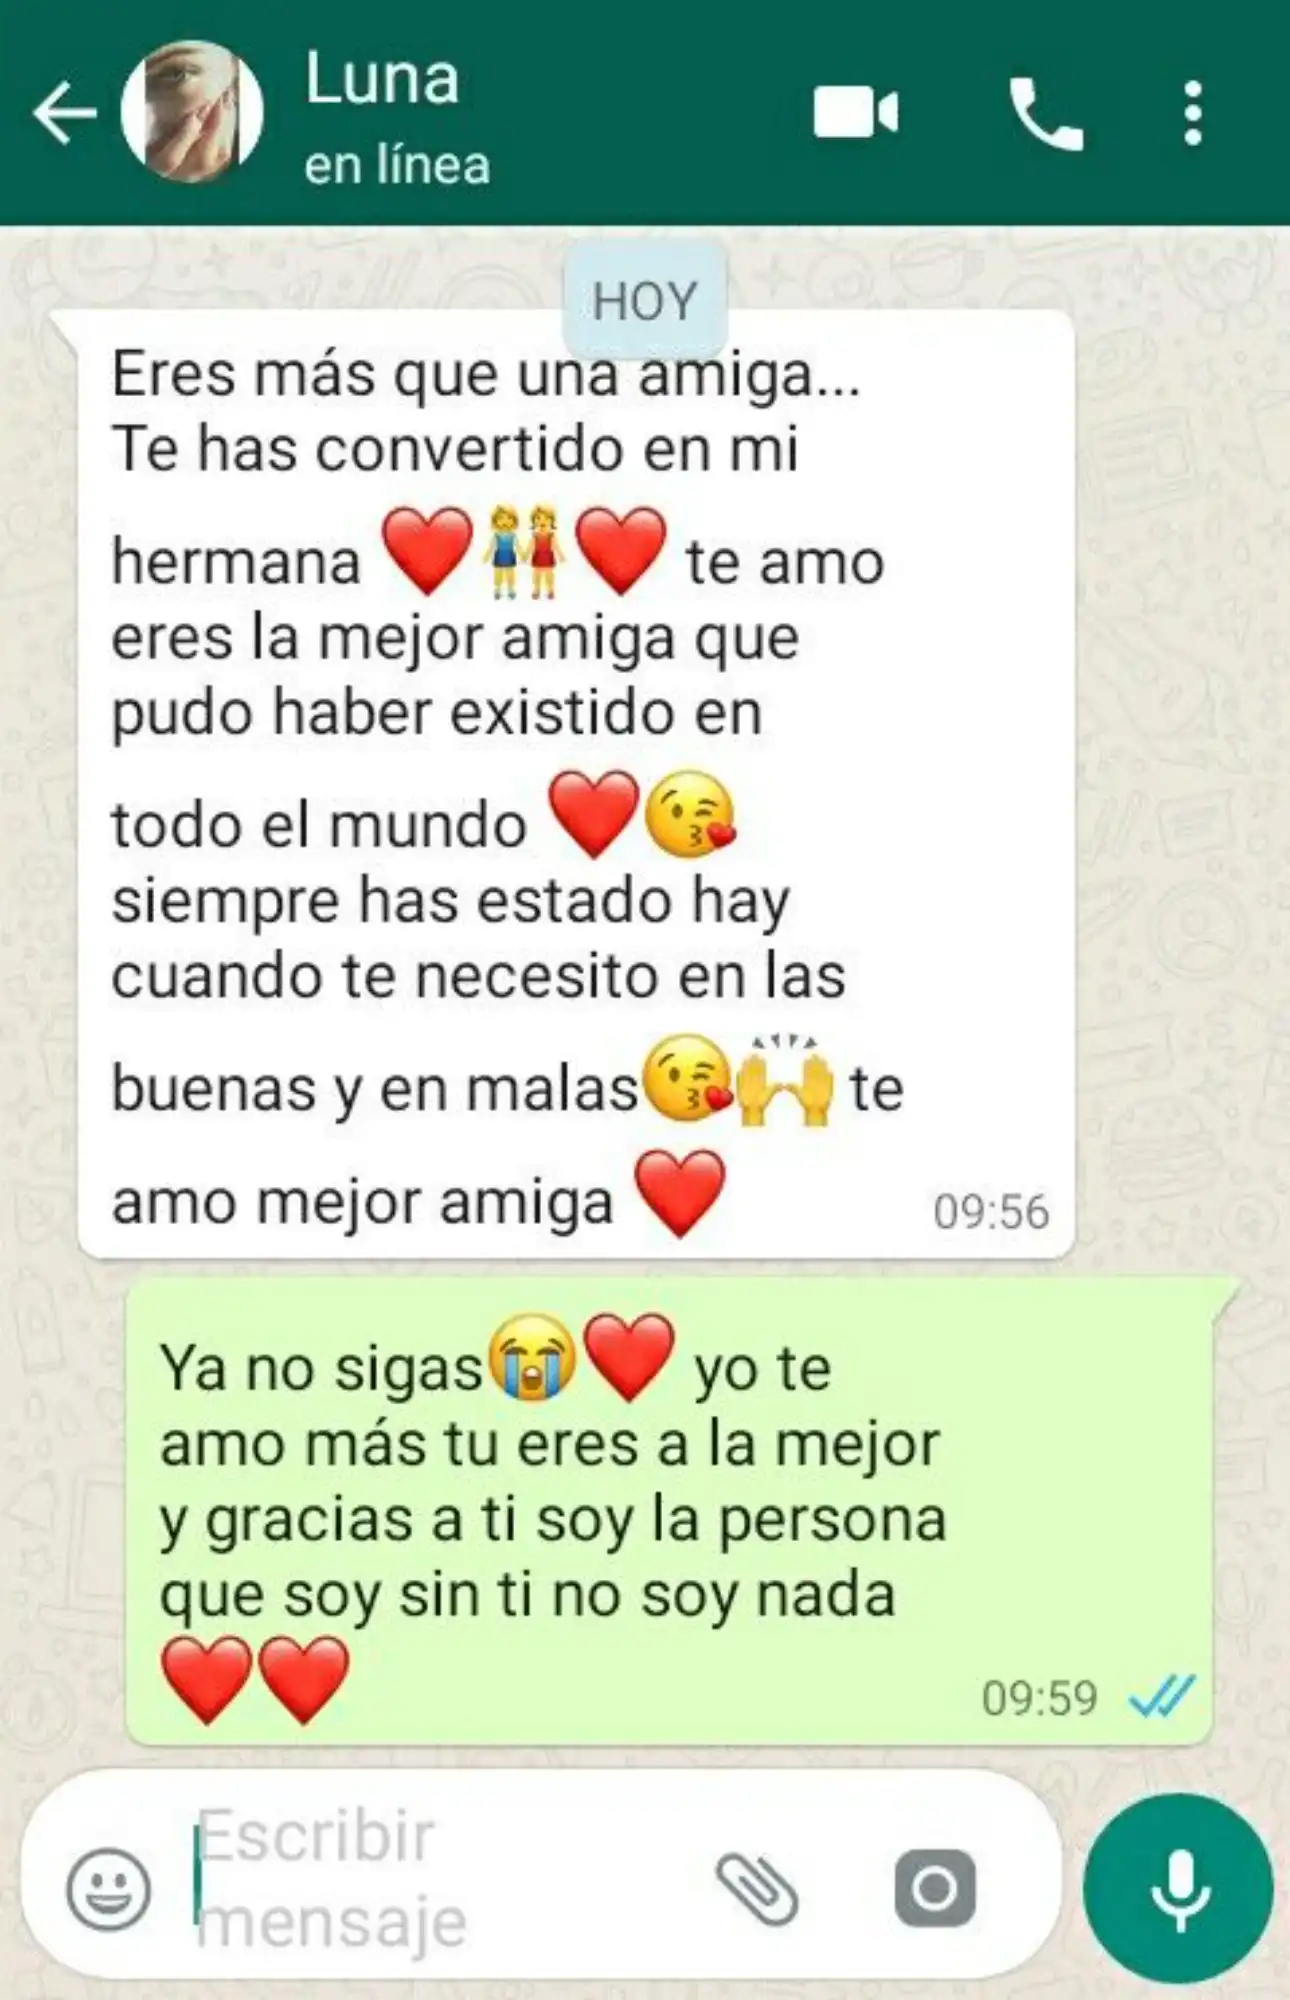 Luna
en línea
HOY
Eres más que una amiga...
Te has convertido en mi
hermana ❤️👭❤️ te amo
eres la mejor amiga que
pudo haber existido en
todo el mundo ❤️😘
siempre has estado hay
cuando te necesito en las
buenas y en malas😘🙌 te
amo mejor amiga ❤️
09:56
Ya no sigas😭❤️ yo te
amo más tu eres a la mejor
y gracias a ti soy la persona
que soy sin ti no soy nada
❤️❤️
09:59
Escribir
mensaje